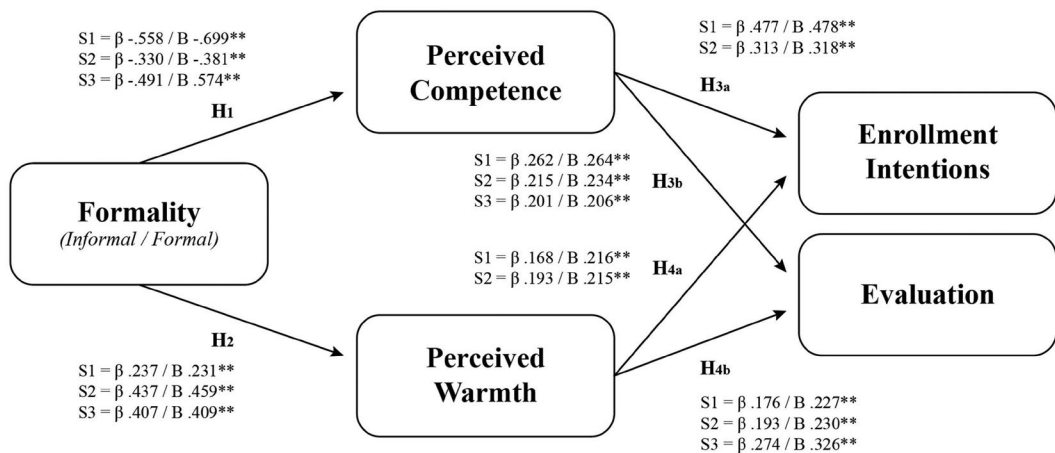 S1 = β -.558 / B -.699**
S2 = β -.330 / B -.381**
S3 = β -.491 / B .574**
H1
Perceived
Competence
S1 = β .477 / B .478**
S2 = β .313 / B .318**
H3a
Enrollment
Intentions
Formality
(Informal / Formal)
S1 = β .262 / B .264**
S2 = β .215 / B .234**
S3 = β .201 / B .206**
H3b
S1 = β .168 / B .216**
S2 = β .193 / B .215**
H4a
Evaluation
H2
S1 = β .237 / B .231**
S2 = β .437 / B .459**
S3 = β .407 / B .409**
Perceived
Warmth
H4b
S1 = β .176 / B .227**
S2 = β .193 / B .230**
S3 = β .274 / B .326**